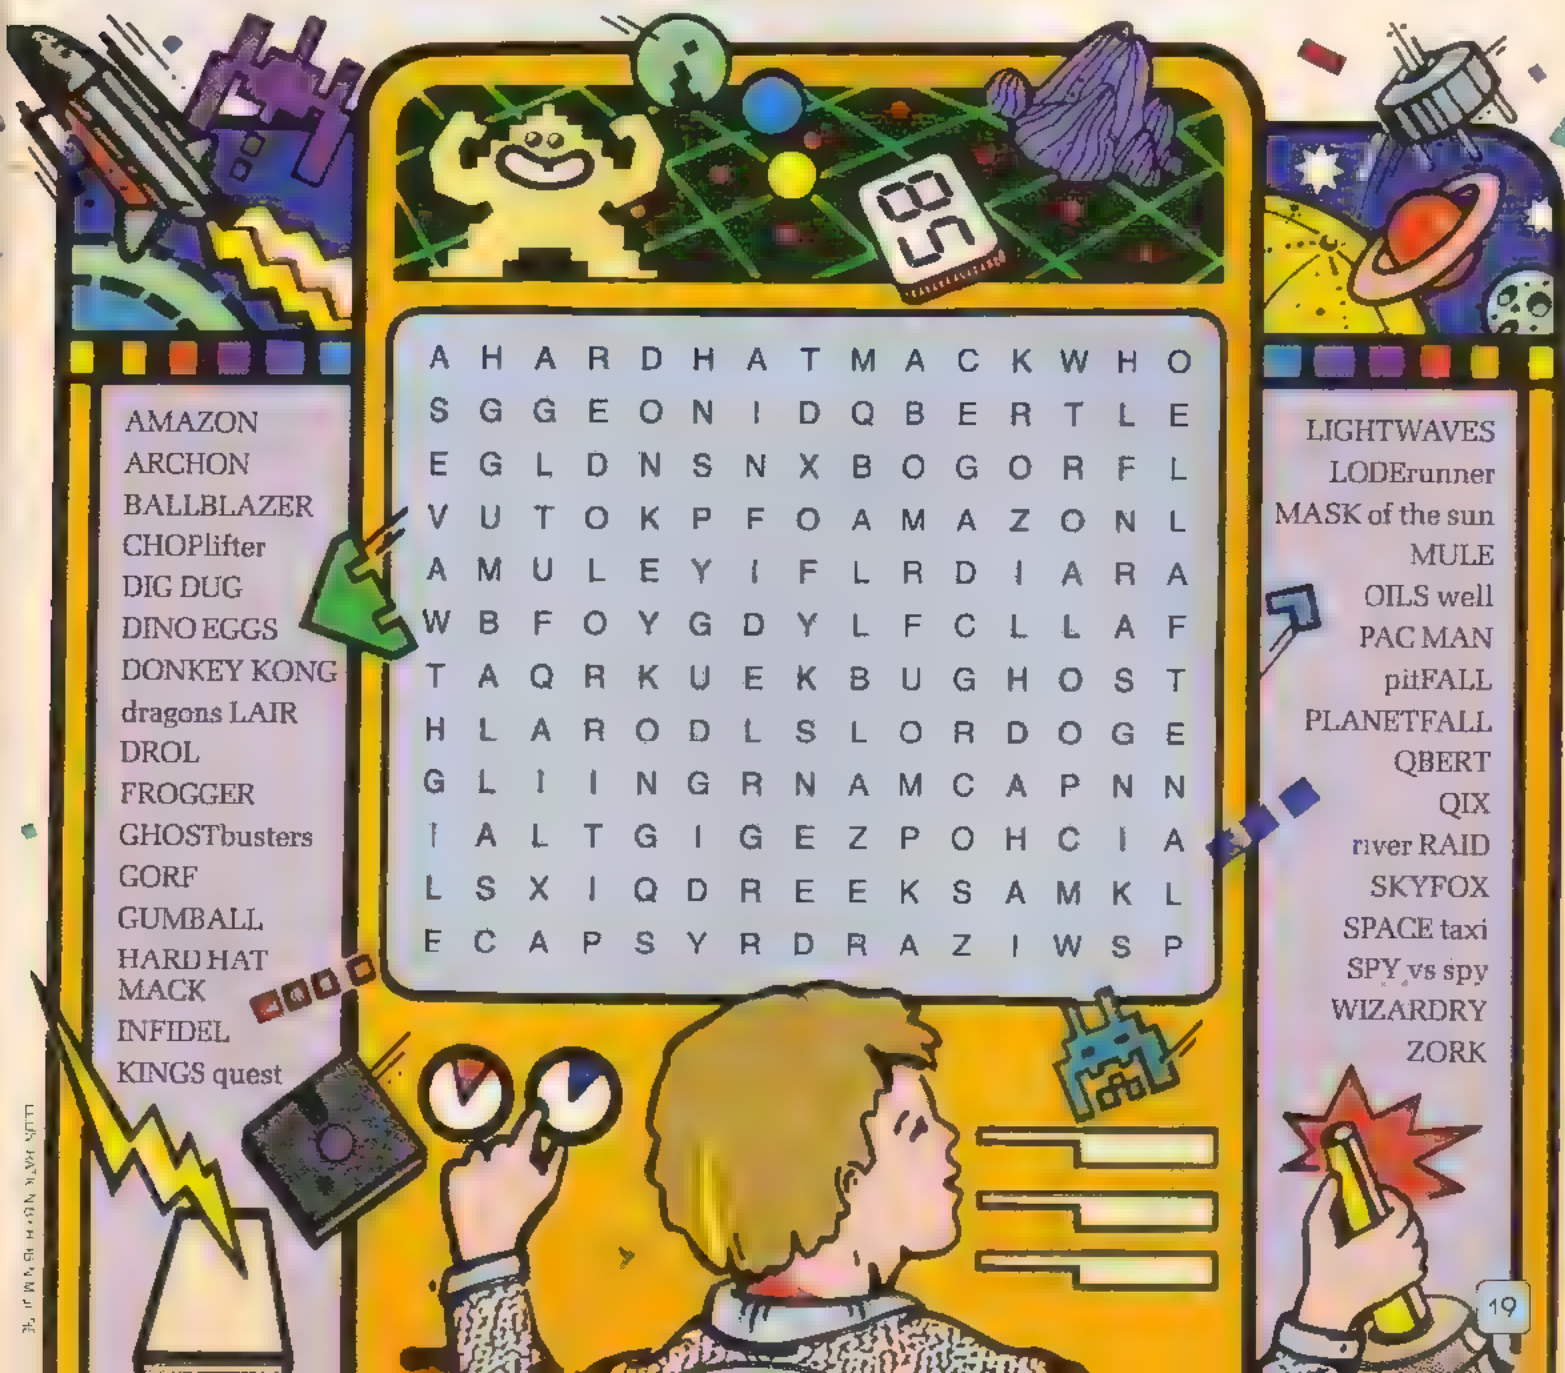 AMAZON
ARCHON
BALLBLAZER
CHOPlifter
DIG DUG
DINO EGGS
DONKEY KONG
dragons LAIR
DROL
FROGGER
GHOSTbusters
GORF
GUMBALL
HARD HAT
MACK
INFIDEL
KINGS quest
58
A H A R D H A T M A C K W H O
S G G E O N I D Q B E R T L E
E G L D N S N X B O G O R F L
V U T O K P F O A M A Z O N L
A M U L E Y I F L R D I A R A
W B F O Y G D Y L F C L L A F
T A Q R K U E K B U G H O S T
H L A R O D L S L O R D O G E
G L I I N G R N A M C A P N N
I A L T G I G E Z P O H C I A
L S X I Q D R E E K S A M K L
E C A P S Y R D R A Z I W S P
LIGHTWAVES
LODErunner
MASK of the sun
MULE
OILS well
PAC MAN
pitFALL
PLANETFALL
QBERT
QIX
river RAID
SKYFOX
SPACE taxi
SPY vs spy
WIZARDRY
ZORK
19